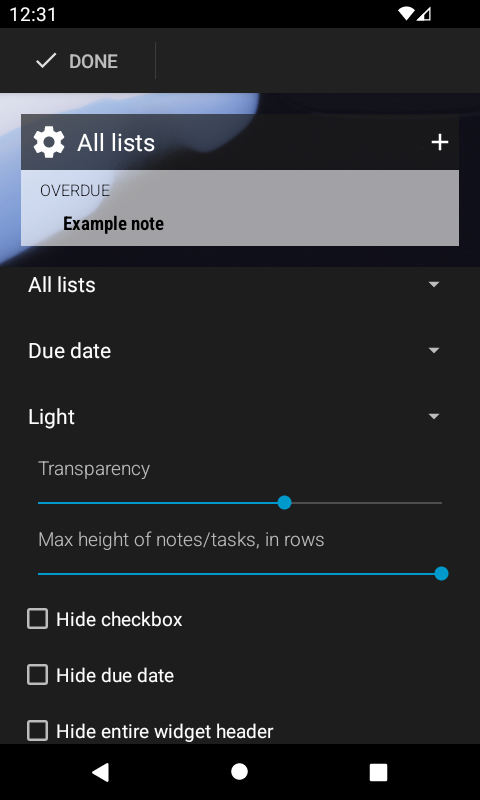 12:31
DONE
All lists
OVERDUE
Example note
All lists
Due date
Light
Transparency
Max height of notes/tasks, in rows
Hide checkbox
Hide due date
Hide entire widget header